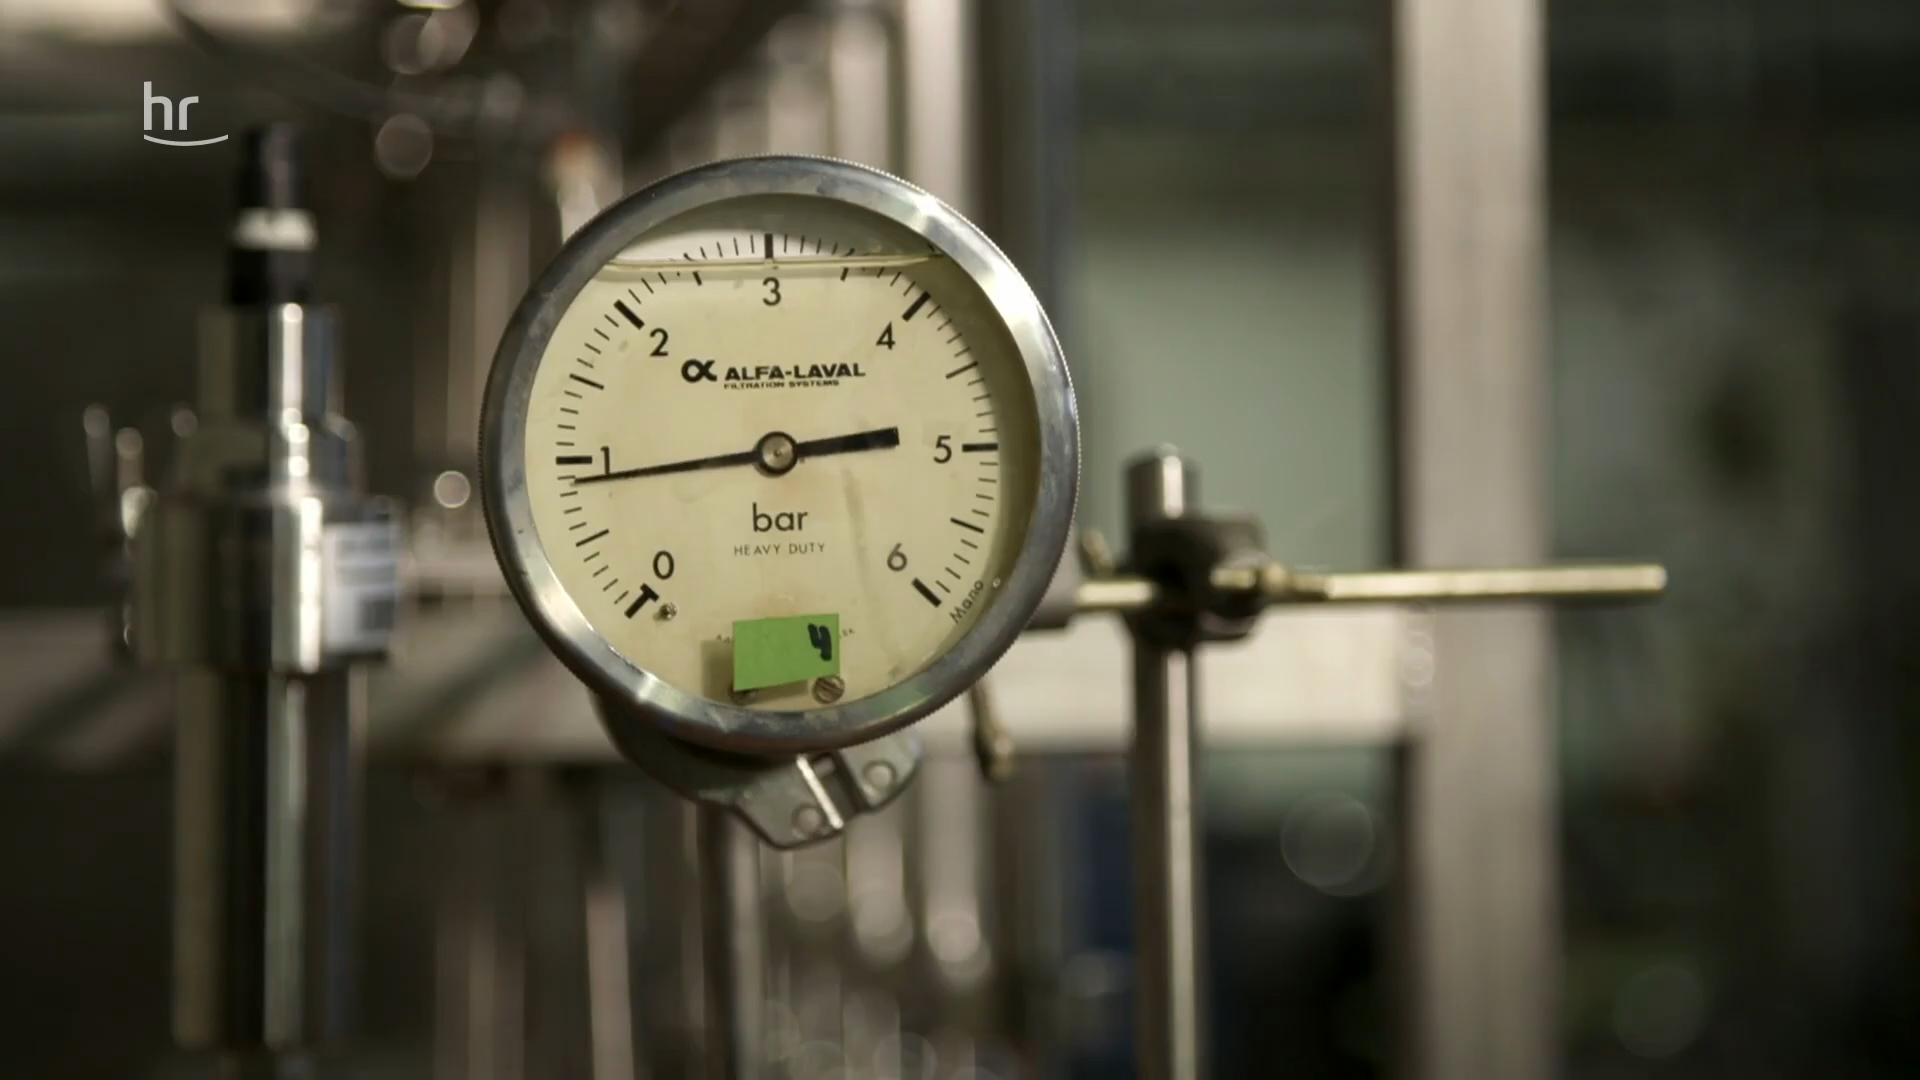 hr
3
2
4
α ALFA-LAVAL
FILTRATION SYSTEMS
1
5
bar
HEAVY DUTY
0
6
Mano
4